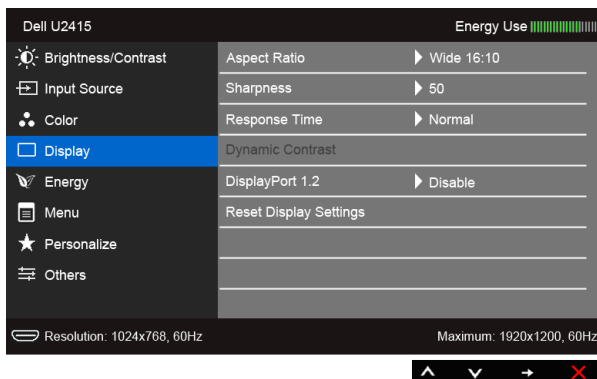 Dell U2415 Energy Use
Brightness/Contrast Aspect Ratio Wide 16:10
Input Source Sharpness 50
Color Response Time Normal
Display Dynamic Contrast
Energy DisplayPort 1.2 Disable
Menu Reset Display Settings
Personalize
Others
Resolution: 1024x768, 60Hz Maximum: 1920x1200, 60Hz